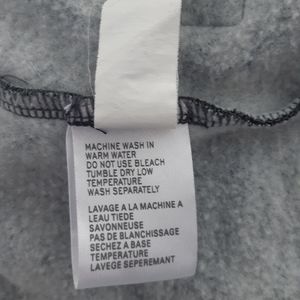 MACHINE WASH IN
WARM WATER
DO NOT USE BLEACH
TUMBLE DRY LOW
TEMPERATURE
WASH SEPARATELY
LAVAGE A LA MACHINE A
LEAU TIEDE
SAVONNEUSE
PAS DE BLANCHISSAGE
SECHEZ A BASE
TEMPERATURE
LAVEGE SEPEREMANT